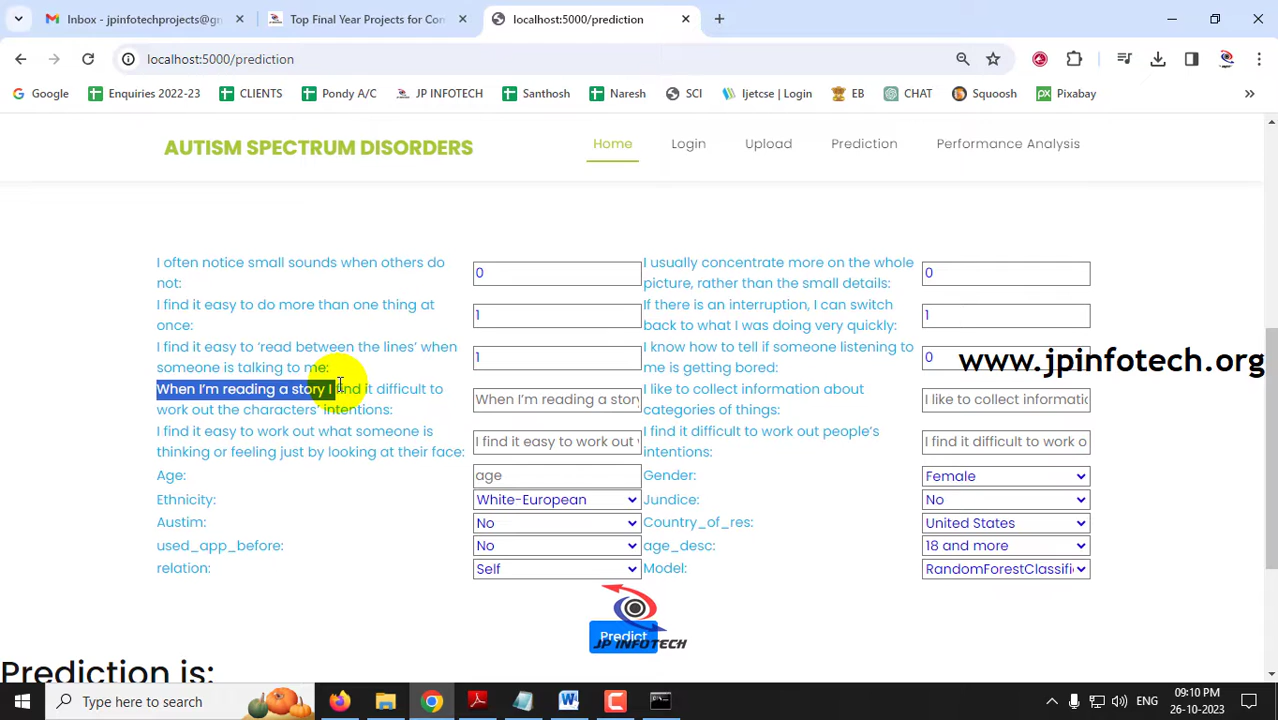 Inbox - jpinfotechprojects@gn
Top Final Year Projects for Con
localhost:5000/prediction
localhost:5000/prediction
Google
Enquiries 2022-23
CLIENTS
Pondy A/C
JP INFOTECH
Santhosh
Naresh
SCI
Ijetcse | Login
EB
CHAT
Squoosh
Pixabay
AUTISM SPECTRUM DISORDERS
Home
Login
Upload
Prediction
Performance Analysis
I often notice small sounds when others do
not:
0
I usually concentrate more on the whole
picture, rather than the small details:
0
I find it easy to do more than one thing at
once:
1
If there is an interruption, I can switch
back to what I was doing very quickly:
1
I find it easy to ‘read between the lines’ when
someone is talking to me:
1
I know how to tell if someone listening to
me is getting bored:
0
www.jpinfotech.org
When I’m reading a story I find it difficult to
work out the characters’ intentions:
When I’m reading a story
I like to collect information about
categories of things:
I like to collect informatio
I find it easy to work out what someone is
thinking or feeling just by looking at their face:
I find it easy to work out
I find it difficult to work out people’s
intentions:
I find it difficult to work o
Age:
age
Gender:
Female
Ethnicity:
White-European
Jundice:
No
Austim:
No
Country_of_res:
United States
used_app_before:
No
age_desc:
18 and more
relation:
Self
Model:
RandomForestClassifi
Predict
JP INFOTECH
Prediction is:
Type here to search
ENG
09:10 PM
26-10-2023